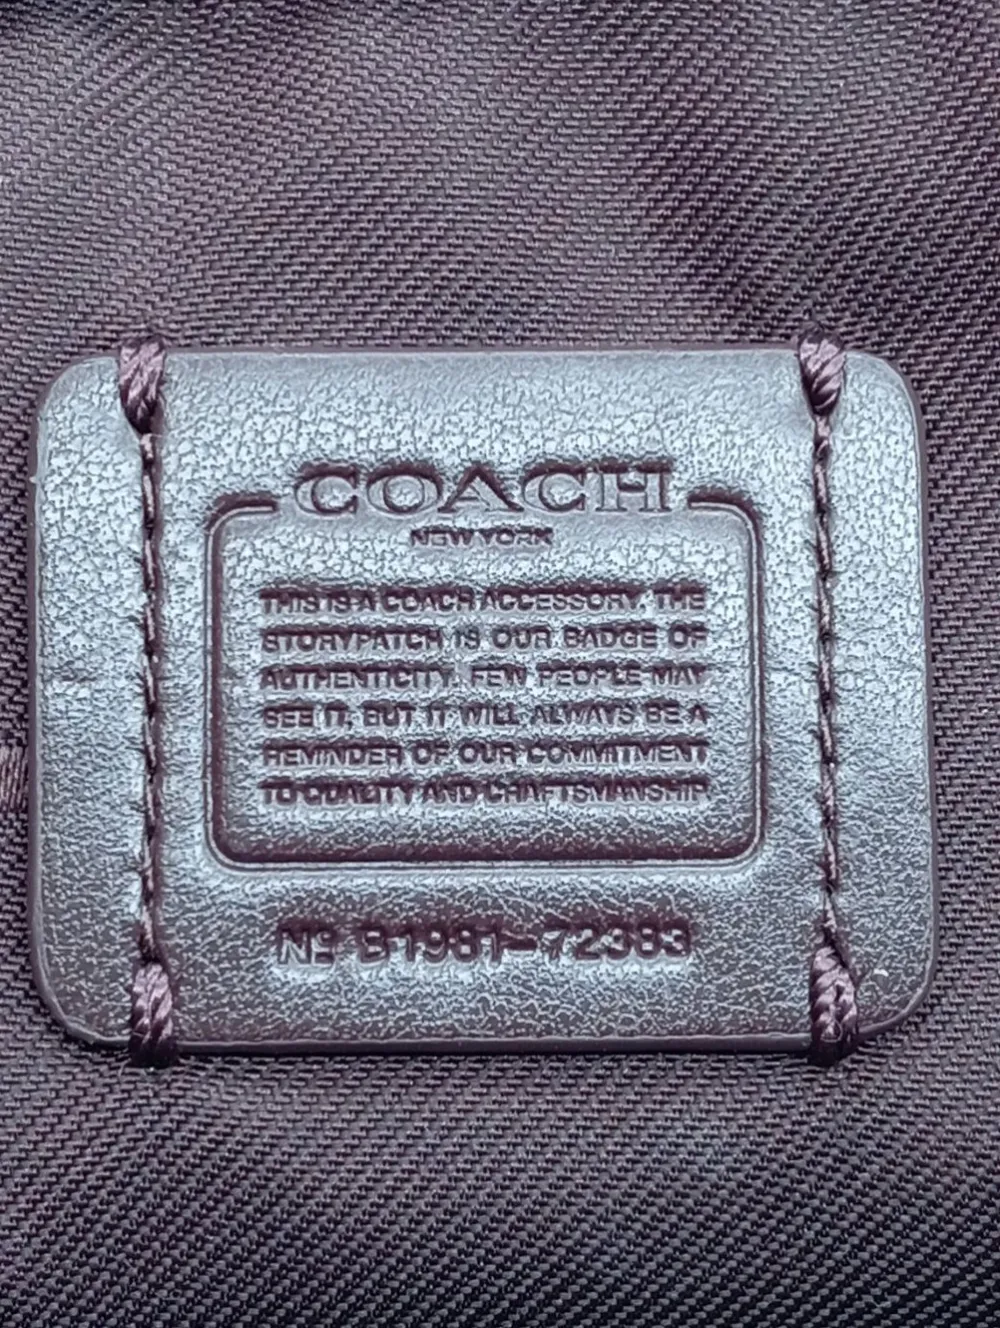 COACH
NEW YORK
THIS IS A COACH ACCESSORY. THE
STORYPATCH IS OUR BADGE OF
AUTHENTICITY. FEW PEOPLE MAY
SEE IT, BUT IT WILL ALWAYS BE A
REMINDER OF OUR COMMITMENT
TO QUALITY AND CRAFTSMANSHIP
Nº B1981-72383